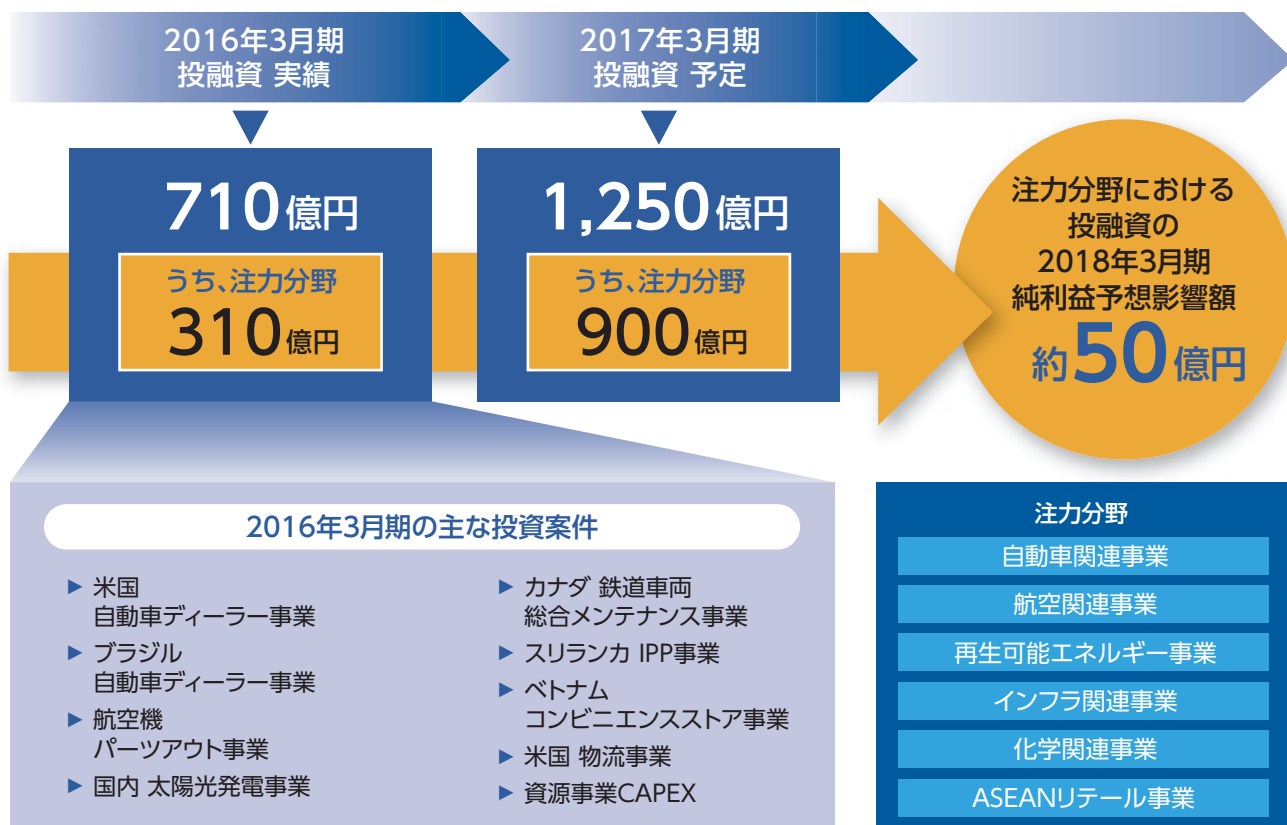 2016年3月期
投融資 実績
2017年3月期
投融資 予定
710億円
うち、注力分野
310億円
1,250億円
うち、注力分野
900億円
注力分野における
投融資の
2018年3月期
純利益予想影響額
約50億円
2016年3月期の主な投資案件
▶ 米国
自動車ディーラー事業
▶ ブラジル
自動車ディーラー事業
▶ 航空機
パーツアウト事業
▶ 国内 太陽光発電事業
▶ カナダ 鉄道車両
総合メンテナンス事業
▶ スリランカ IPP事業
▶ ベトナム
コンビニエンスストア事業
▶ 米国 物流事業
▶ 資源事業CAPEX
注力分野
自動車関連事業
航空関連事業
再生可能エネルギー事業
インフラ関連事業
化学関連事業
ASEANリテール事業